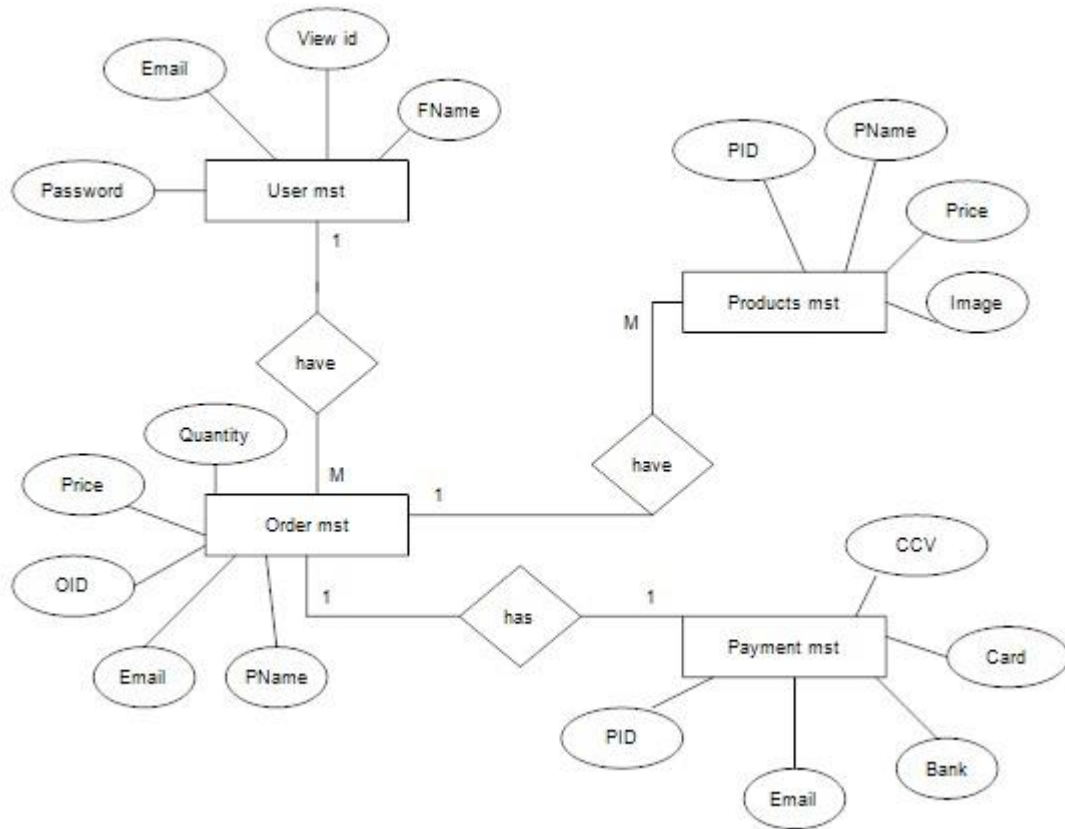 View id
Email
FName
Password
User mst
1
have
M
PID
PName
Price
Image
Products mst
M
have
1
Quantity
Price
OID
Email
PName
Order mst
1
has
1
CCV
Card
Payment mst
PID
Email
Bank